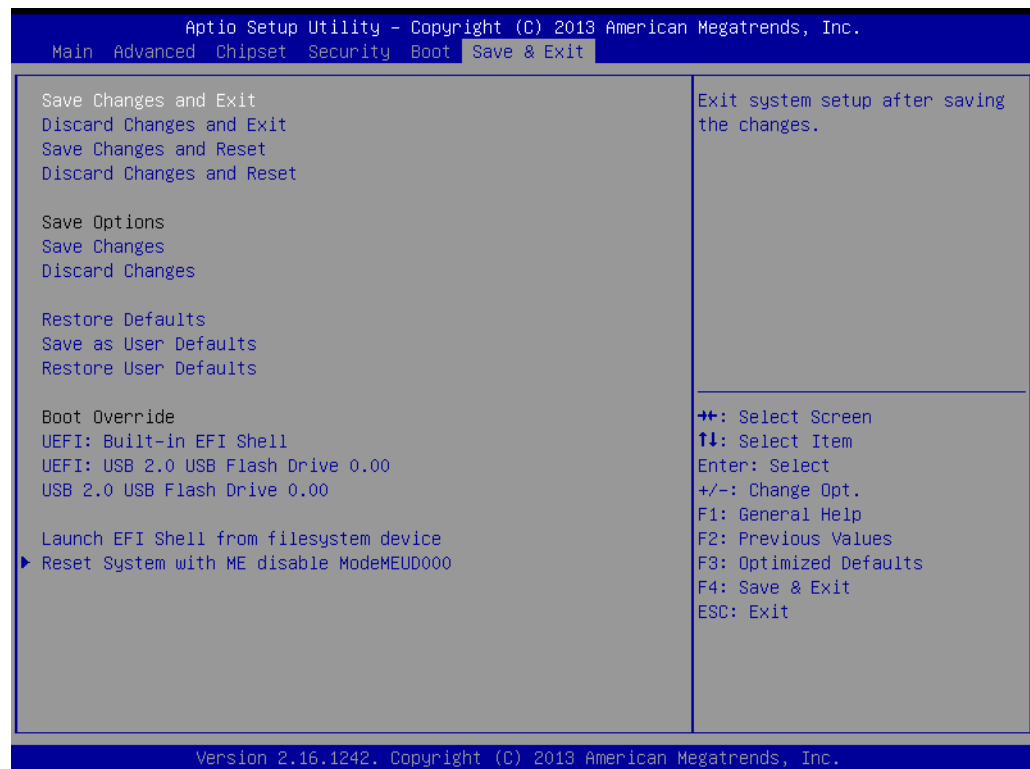 Aptio Setup Utility – Copyright (C) 2013 American Megatrends, Inc.
Main Advanced Chipset Security Boot Save & Exit
Save Changes and Exit
Discard Changes and Exit
Save Changes and Reset
Discard Changes and Reset
Save Options
Save Changes
Discard Changes
Restore Defaults
Save as User Defaults
Restore User Defaults
Boot Override
UEFI: Built-in EFI Shell
UEFI: USB 2.0 USB Flash Drive 0.00
USB 2.0 USB Flash Drive 0.00
Launch EFI Shell from filesystem device
Reset System with ME disable ModeMEUD000
Exit system setup after saving
the changes.
→←: Select Screen
↑↓: Select Item
Enter: Select
+/-: Change Opt.
F1: General Help
F2: Previous Values
F3: Optimized Defaults
F4: Save & Exit
ESC: Exit
Version 2.16.1242. Copyright (C) 2013 American Megatrends, Inc.